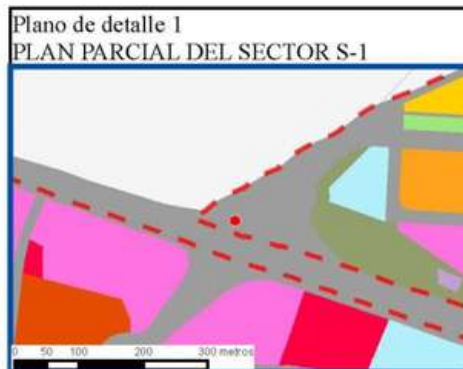 Plano de detalle 1
PLAN PARCIAL DEL SECTOR S-1
0 50 100 200 300 metros